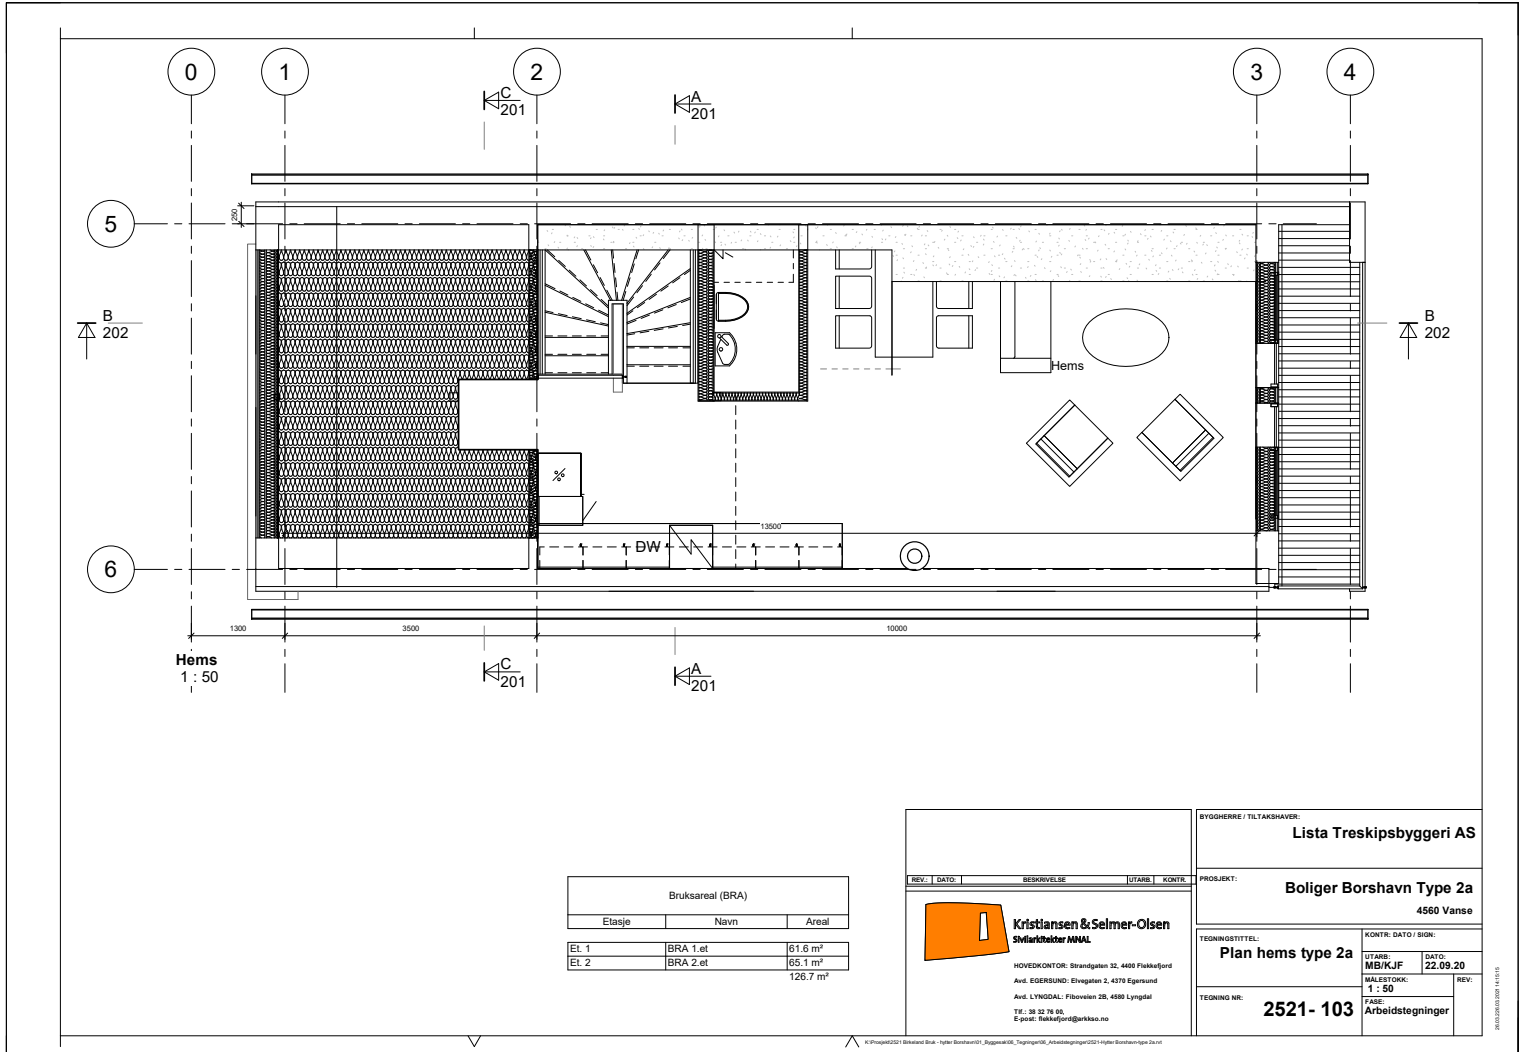 0
1
2
3
4
C
201
A
201
5
250
B
202
B
202
Hems
%
13500
DW
6
1300
3500
10000
Hems
1 : 50
C
201
A
201
BYGGHERRE / TILTAKSHAVER:
Lista Treskipsbyggeri AS
REV.: DATO: BESKRIVELSE UTARB. KONTR.
PROSJEKT:
Boliger Borshavn Type 2a
4560 Vanse
Bruksareal (BRA)
Etasje Navn Areal
Et. 1 BRA 1.et 61.6 m²
Et. 2 BRA 2.et 65.1 m²
126.7 m²
Kristiansen & Selmer-Olsen
Sivilarkitekter MNAL
HOVEDKONTOR: Strandgaten 32, 4400 Flekkefjord
Avd. EGERSUND: Elvegaten 2, 4370 Egersund
Avd. LYNGDAL: Fiboveien 2B, 4580 Lyngdal
Tlf.: 38 32 76 00,
E-post: flekkefjord@arkkso.no
TEGNINGSTITTEL:
Plan hems type 2a
KONTR: DATO / SIGN:
UTARB: DATO:
MB/KJF 22.09.20
MÅLESTOKK: REV:
1 : 50
TEGNING NR:
2521- 103
FASE:
Arbeidstegninger